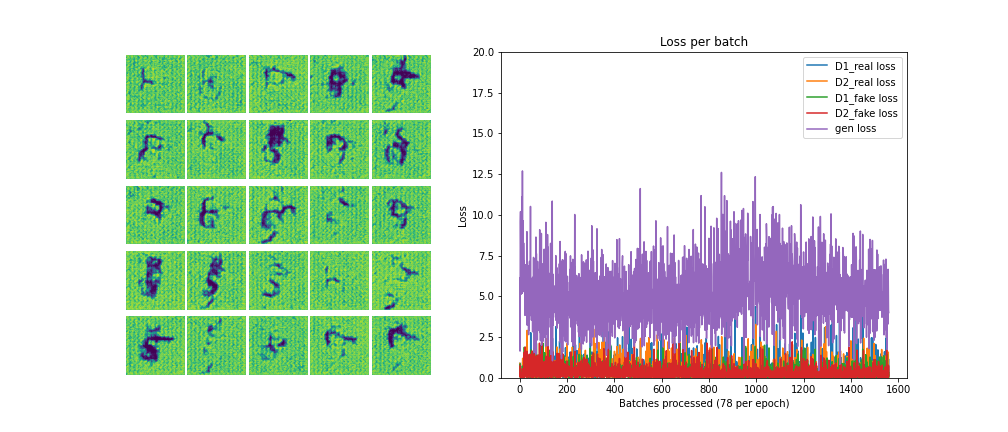 Loss per batch
20.0
17.5
15.0
12.5
10.0
7.5
5.0
2.5
0.0
Loss
D1_real loss
D2_real loss
D1_fake loss
D2_fake loss
gen loss
0 200 400 600 800 1000 1200 1400 1600
Batches processed (78 per epoch)